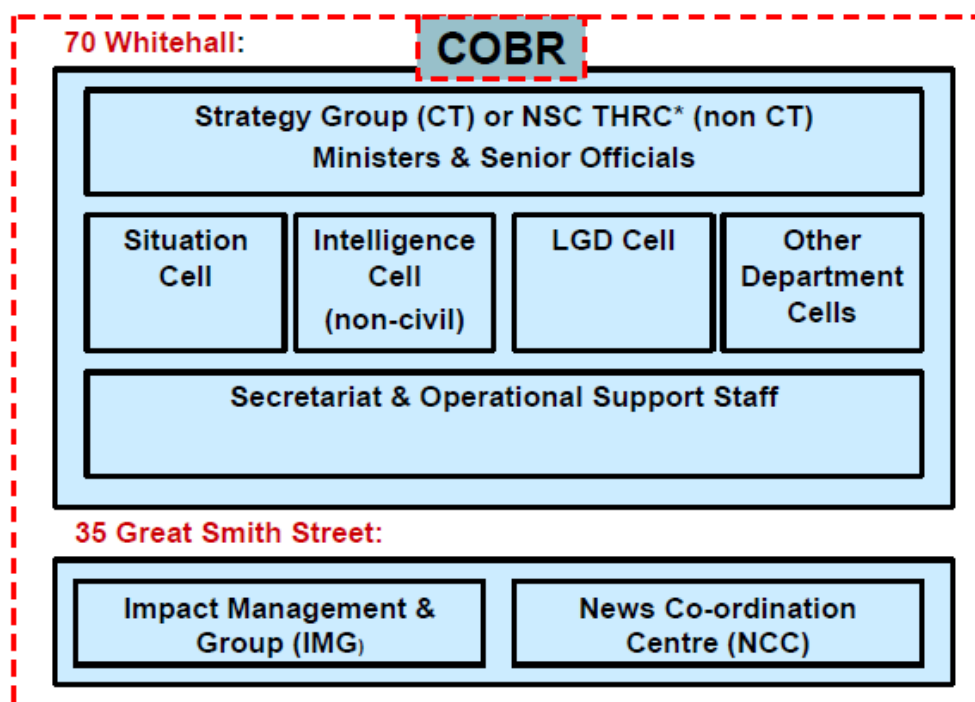 70 Whitehall:
COBR
Strategy Group (CT) or NSC THRC* (non CT)
Ministers & Senior Officials
Situation
Cell
Intelligence
Cell
(non-civil)
LGD Cell
Other
Department
Cells
Secretariat & Operational Support Staff
35 Great Smith Street:
Impact Management &
Group (IMG)
News Co-ordination
Centre (NCC)